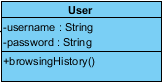 User
-username : String
-password : String
+browsingHistory()